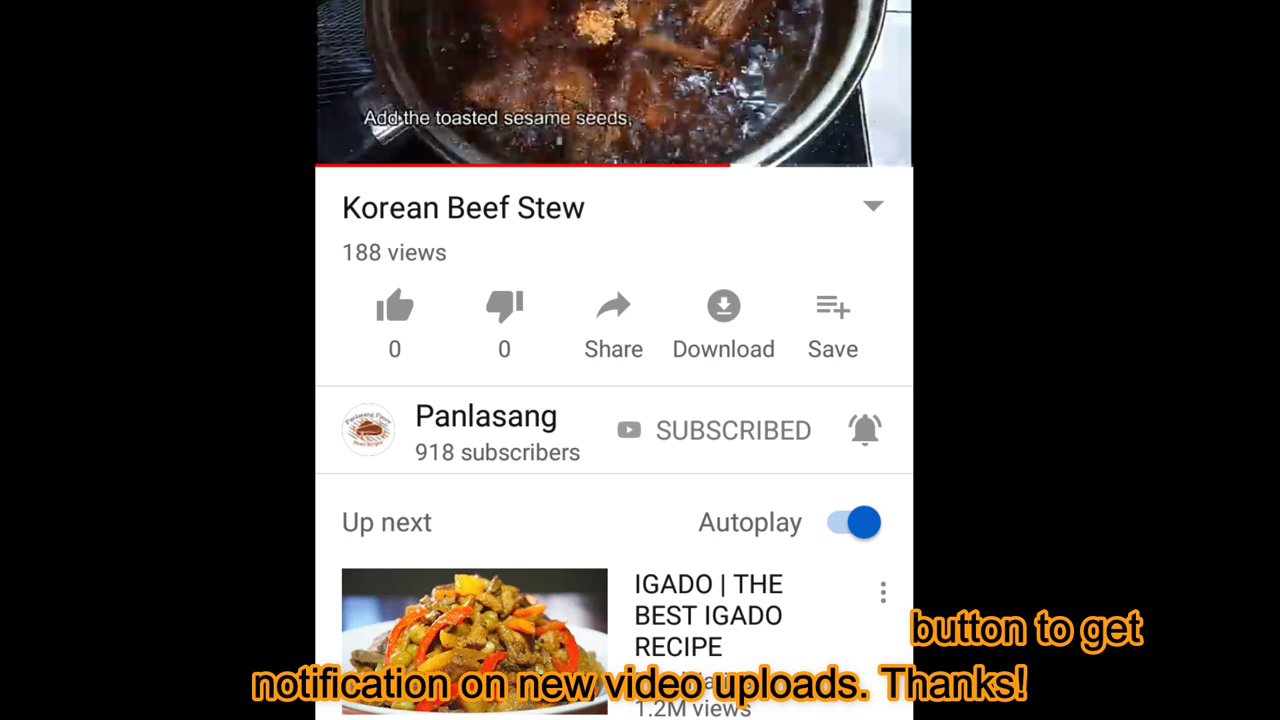 Add the toasted sesame seeds,
Korean Beef Stew
188 views
0
0
Share
Download
Save
Panlasang
918 subscribers
SUBSCRIBED
Up next
Autoplay
IGADO | THE
BEST IGADO
RECIPE
1.2M views
button to get
notification on new video uploads. Thanks!